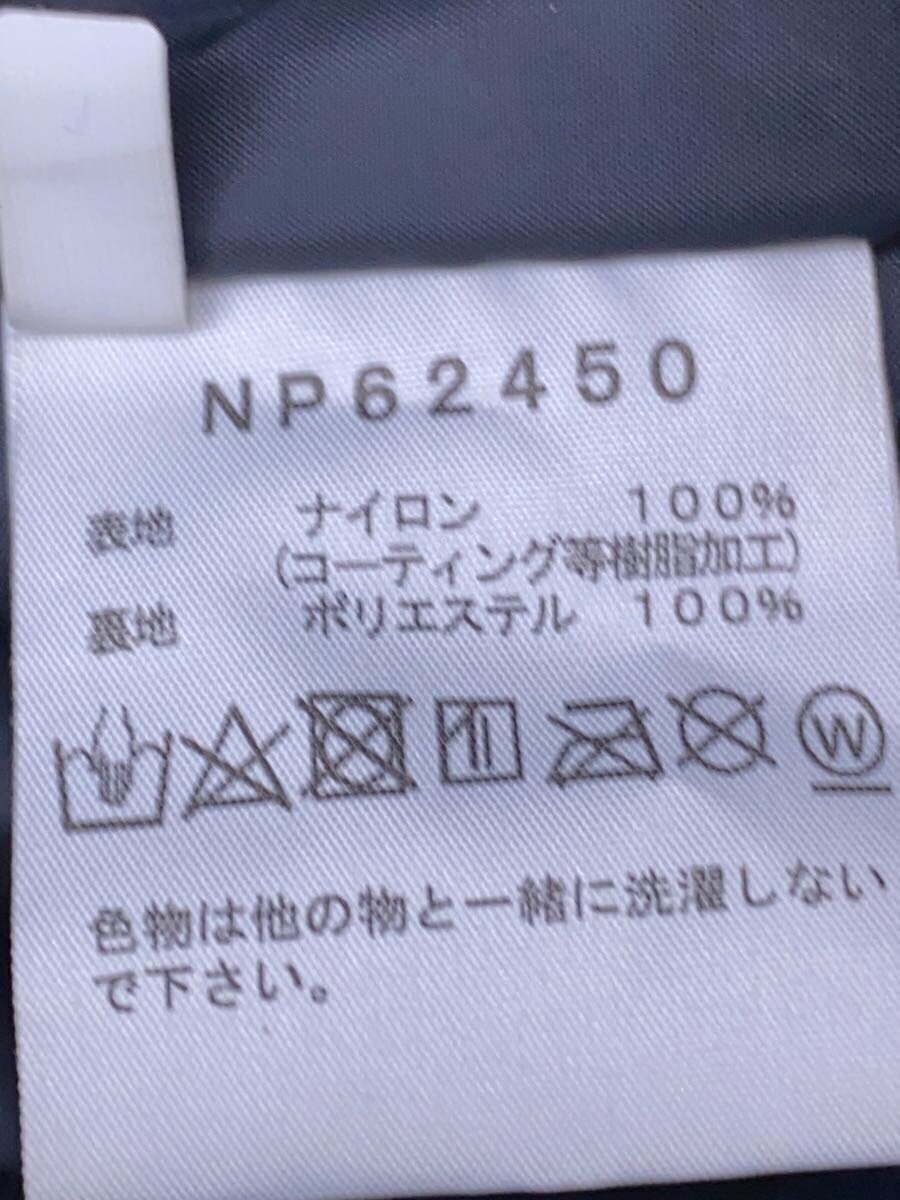 NP62450
表地 ナイロン 100%
(コーティング等樹脂加工)
裏地 ポリエステル 100%
W
色物は他の物と一緒に洗濯しない
で下さい。